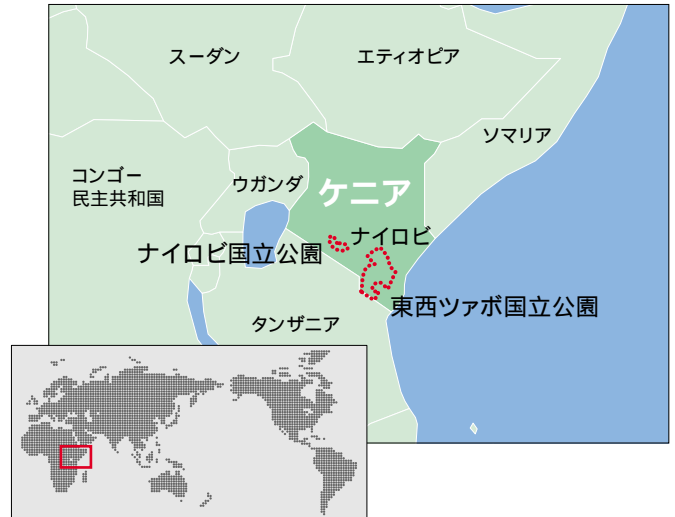 スーダン
エティオピア
ソマリア
コンゴー
民主共和国
ウガンダ
ケニア
ナイロビ
ナイロビ国立公園
東西ツァボ国立公園
タンザニア